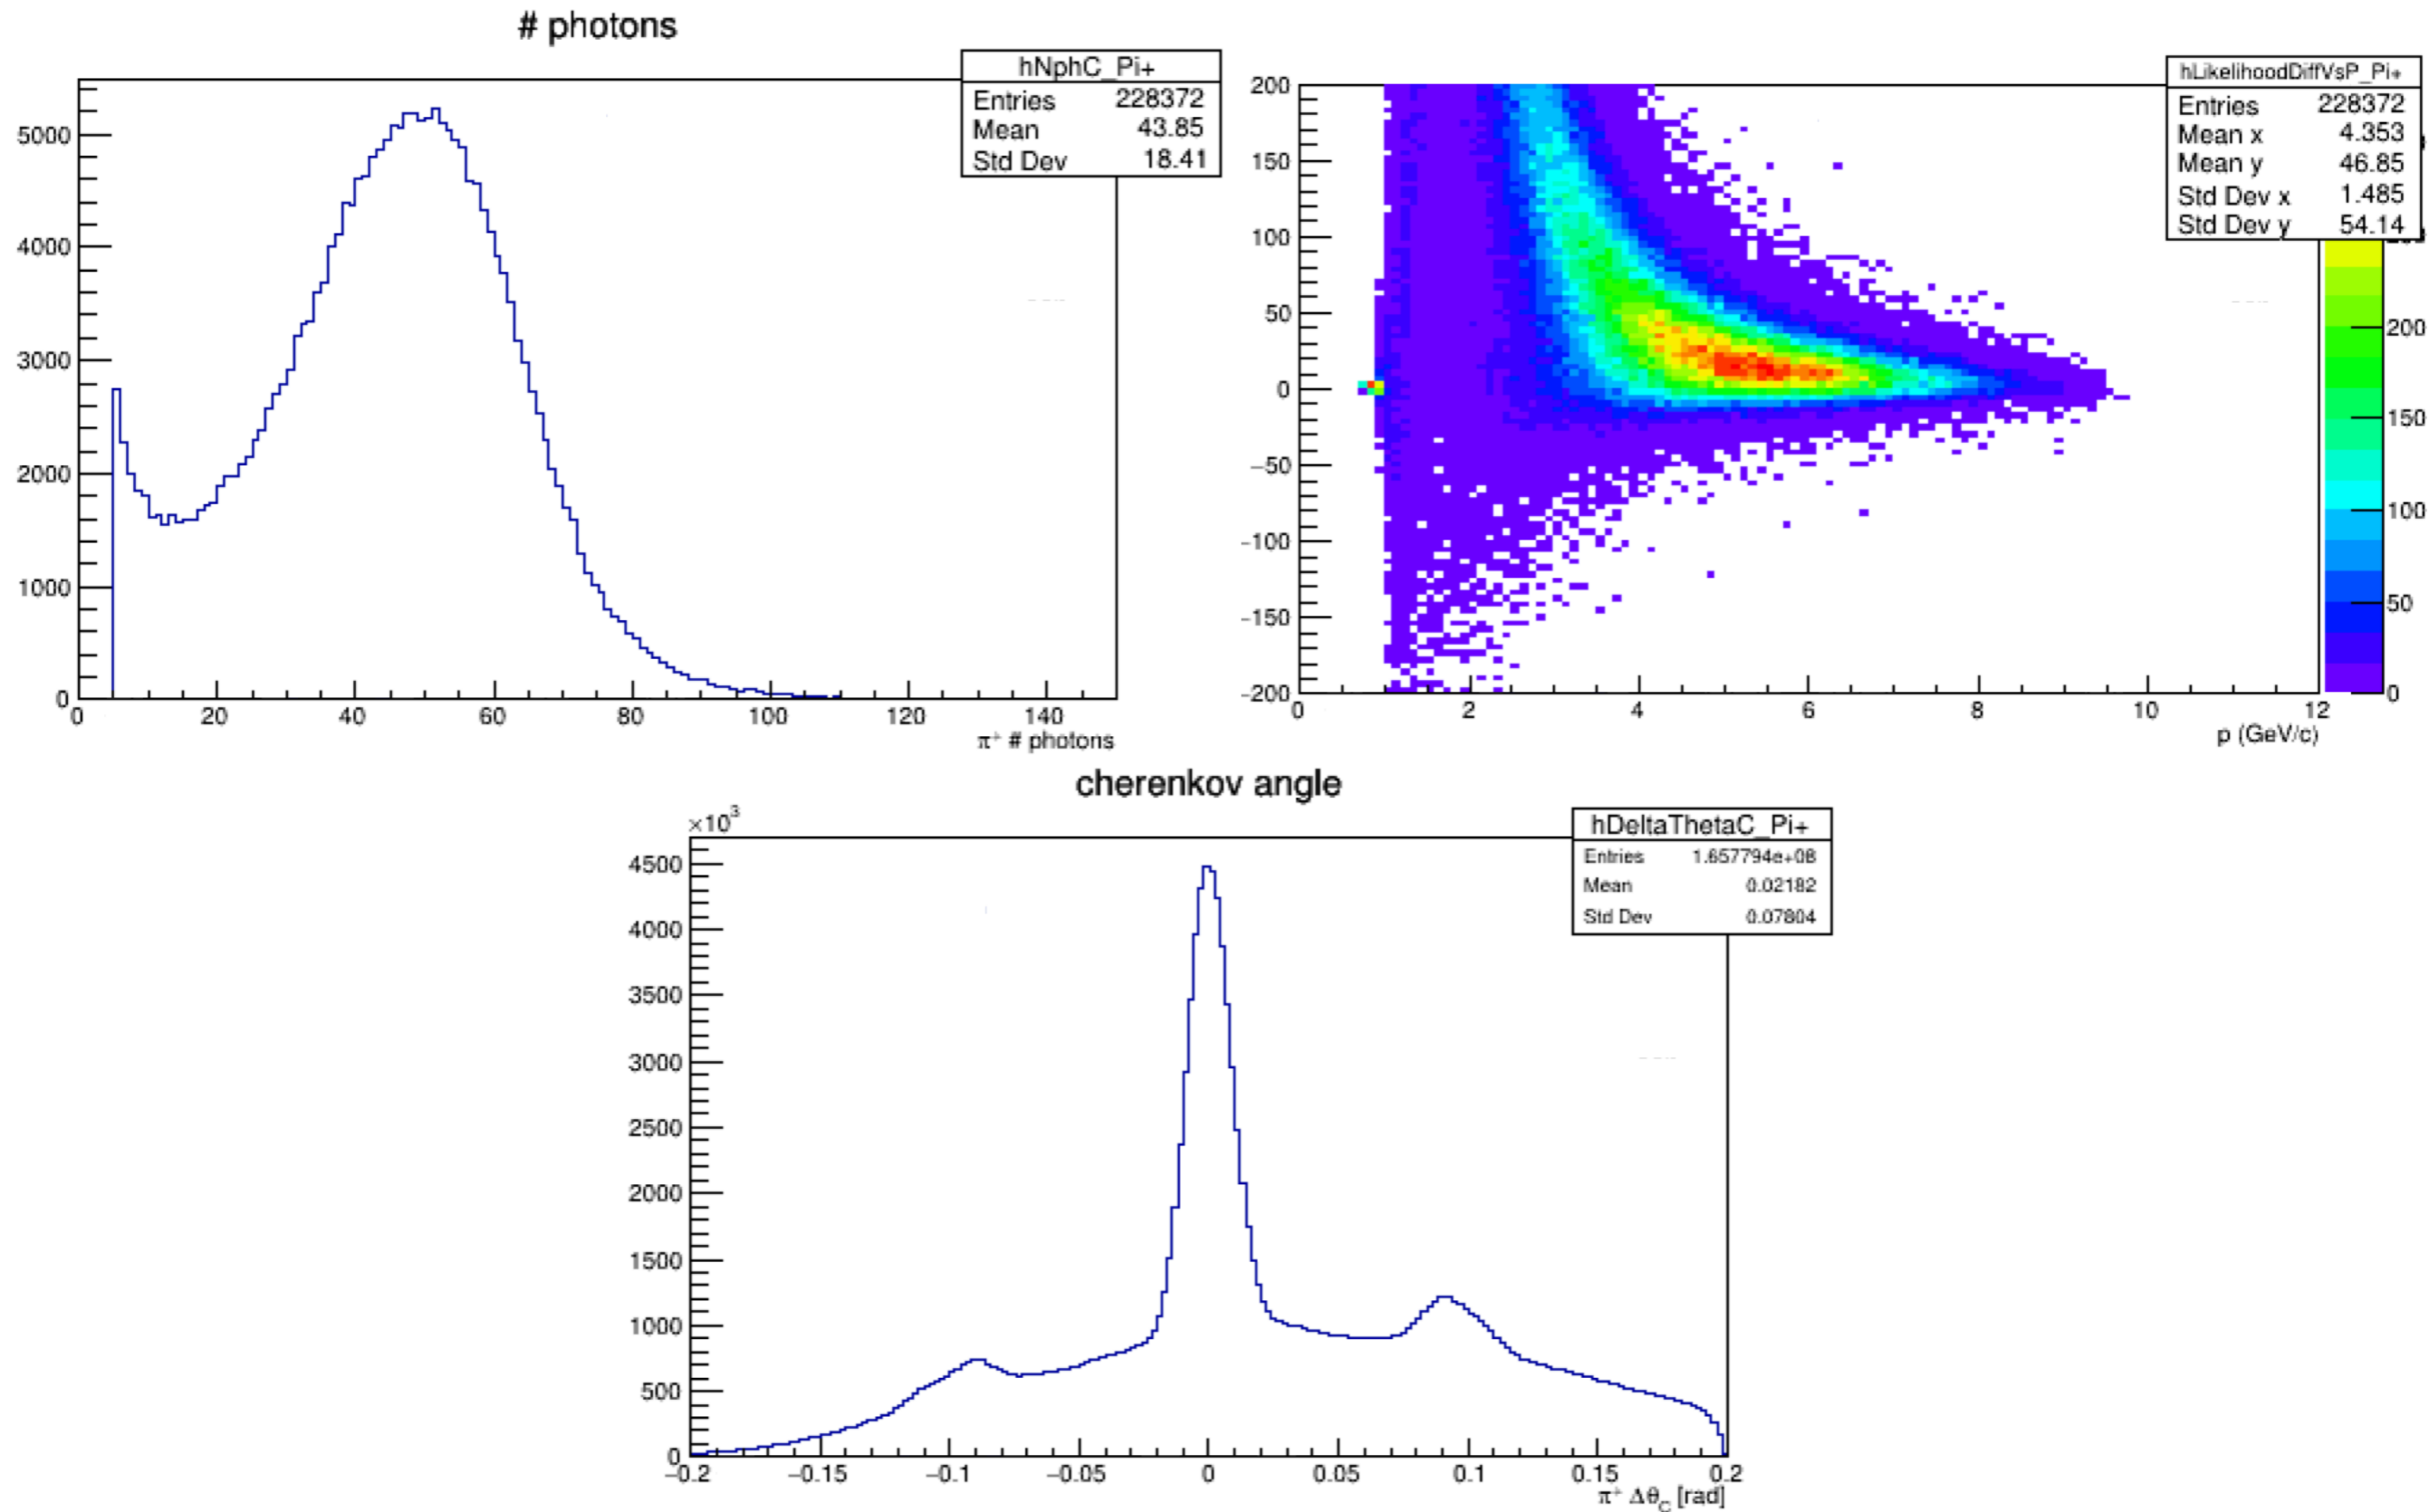 # photons
hNphC_Pi+
Entries 228372
Mean 43.85
Std Dev 18.41
5000
4000
3000
2000
1000
0
0 20 40 60 80 100 120 140
π⁺ # photons
hLikelihoodDiffVsP_Pi+
Entries 228372
Mean x 4.353
Mean y 46.85
Std Dev x 1.485
Std Dev y 54.14
200
150
100
50
0
−50
−100
−150
−200
0 2 4 6 8 10 12
p (GeV/c)
200
150
100
50
0
cherenkov angle
×10³
hDeltaThetaC_Pi+
Entries 1.657794e+08
Mean 0.02182
Std Dev 0.07804
4500
4000
3500
3000
2500
2000
1500
1000
500
0
−0.2 −0.15 −0.1 −0.05 0 0.05 0.1 0.15 0.2
π⁺ Δθ_C [rad]